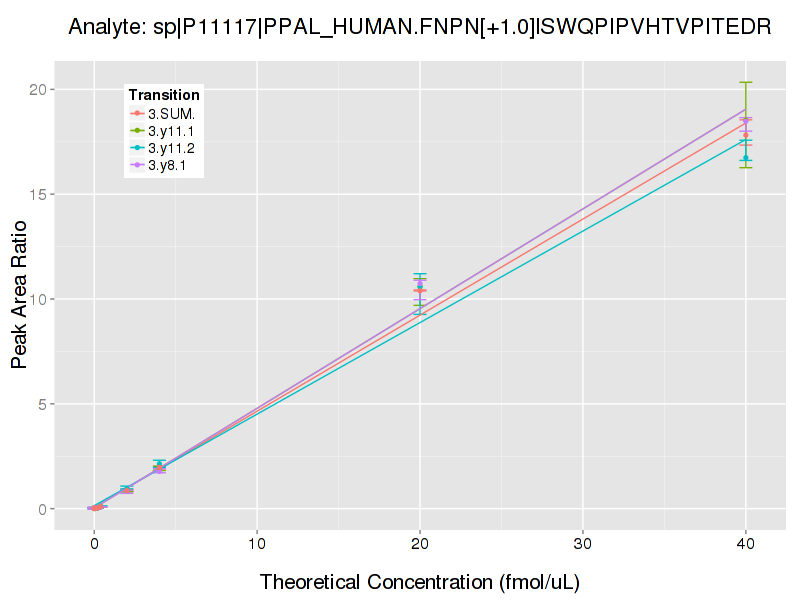 Analyte: sp|P11117|PPAL_HUMAN.FNPN[+1.0]ISWQPIPVHTVPITEDR
Transition
3.SUM.
3.y11.1
3.y11.2
3.y8.1
Peak Area Ratio
20
15
10
5
0
0 10 20 30 40
Theoretical Concentration (fmol/uL)